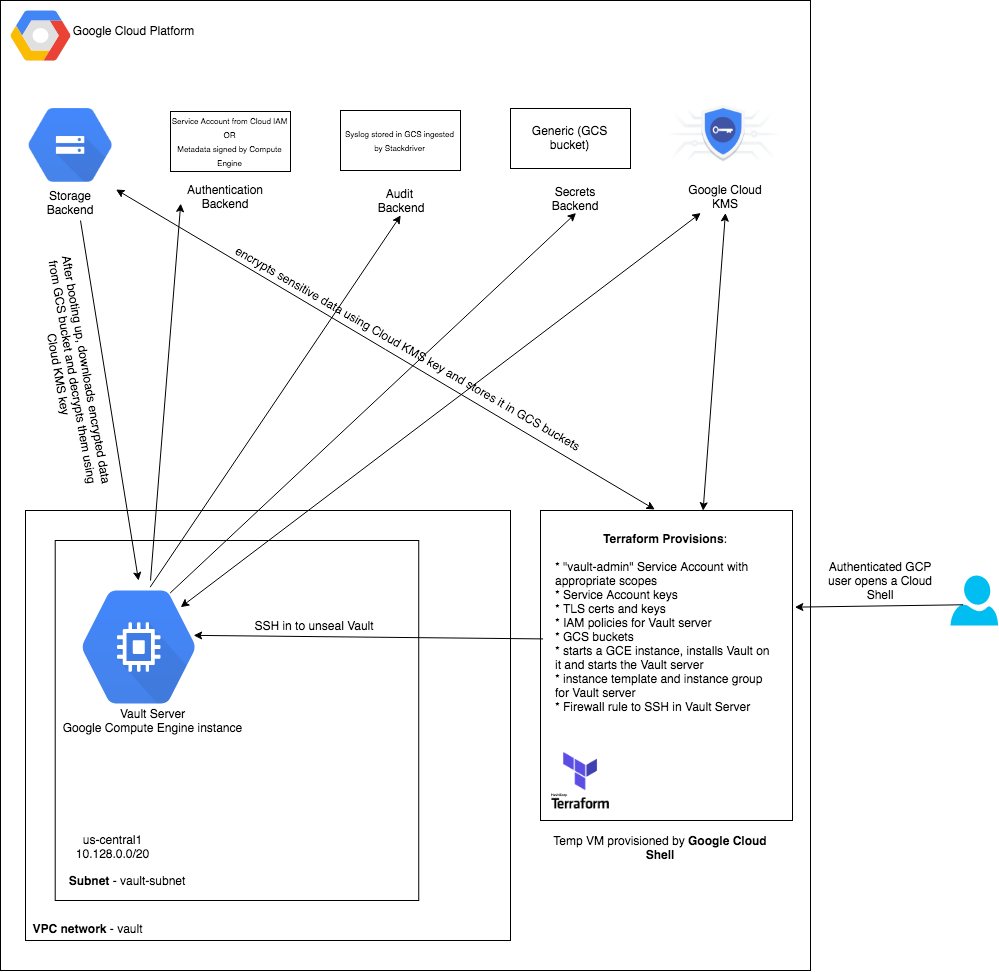 Google Cloud Platform
Service Account from Cloud IAM
OR
Metadata signed by Compute
Engine
Syslog stored in GCS ingested
by Stackdriver
Generic (GCS
bucket)
Storage
Backend
Authentication
Backend
Audit
Backend
Secrets
Backend
Google Cloud
KMS
After booting up, downloads encrypted data
from GCS bucket and decrypts them using
Cloud KMS key
encrypts sensitive data using Cloud KMS key and stores it in GCS buckets
Terraform Provisions:
* "vault-admin" Service Account with
appropriate scopes
* Service Account keys
* TLS certs and keys
* IAM policies for Vault server
* GCS buckets
* starts a GCE instance, installs Vault on
it and starts the Vault server
* instance template and instance group
for Vault server
* Firewall rule to SSH in Vault Server
HashiCorp
Terraform
Temp VM provisioned by Google Cloud
Shell
Authenticated GCP
user opens a Cloud
Shell
SSH in to unseal Vault
Vault Server
Google Compute Engine instance
us-central1
10.128.0.0/20
Subnet - vault-subnet
VPC network - vault